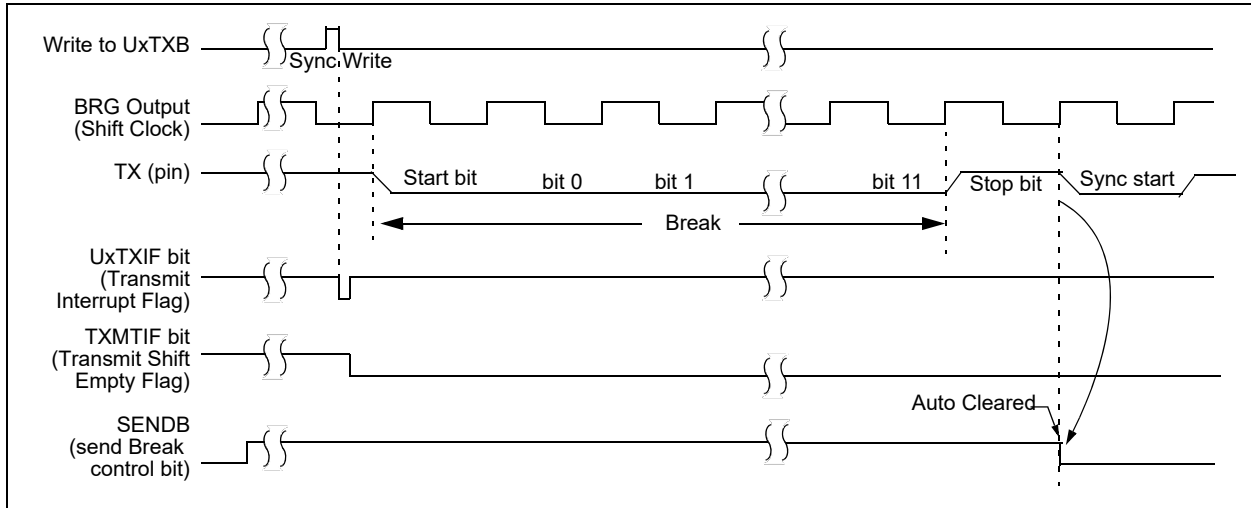 Write to UxTXB
Sync Write
BRG Output
(Shift Clock)
TX (pin)
Start bit
bit 0
bit 1
bit 11
Stop bit
Sync start
Break
UxTXIF bit
(Transmit
Interrupt Flag)
TXMTIF bit
(Transmit Shift
Empty Flag)
Auto Cleared
SENDB
(send Break
control bit)